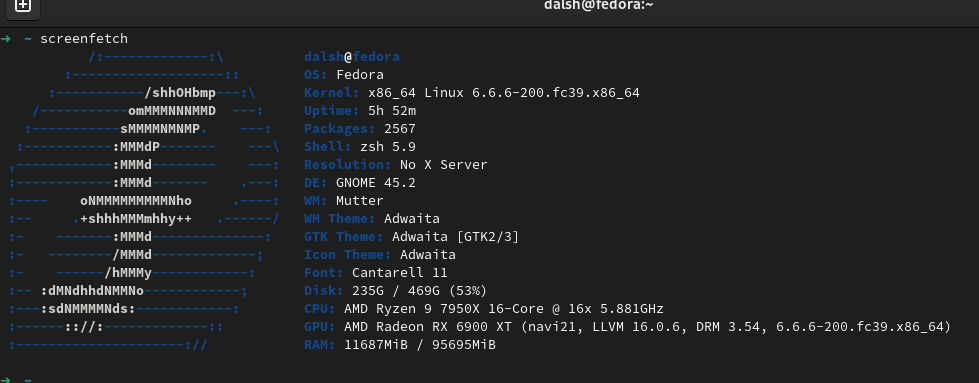 dalsh@fedora:~
→ ~ screenfetch
/:-------------:\ dalsh@fedora
:-------------------:: OS: Fedora
:-----------/shhOHbmp---:\ Kernel: x86_64 Linux 6.6.6-200.fc39.x86_64
/-----------omMMMNNNMMD ---: Uptime: 5h 52m
:-----------sMMMMNMNMP. ---: Packages: 2567
:-----------:MMMdP------- ---\ Shell: zsh 5.9
,------------:MMMd-------- ---: Resolution: No X Server
:------------:MMMd------- .---: DE: GNOME 45.2
:---- oNMMMMMMMMMNho .----: WM: Mutter
:-- .+shhhMMMmhhy++ .------/ WM Theme: Adwaita
:- -------:MMMd--------------: GTK Theme: Adwaita [GTK2/3]
:- --------/MMMd-------------; Icon Theme: Adwaita
:- ------/hMMMy------------: Font: Cantarell 11
:-- :dMNdhhdNMMNo------------; Disk: 235G / 469G (53%)
:---:sdNMMMMNds:------------: CPU: AMD Ryzen 9 7950X 16-Core @ 16x 5.881GHz
:------:://:-------------:: GPU: AMD Radeon RX 6900 XT (navi21, LLVM 16.0.6, DRM 3.54, 6.6.6-200.fc39.x86_64)
:---------------------:// RAM: 11687MiB / 95695MiB
→ ~